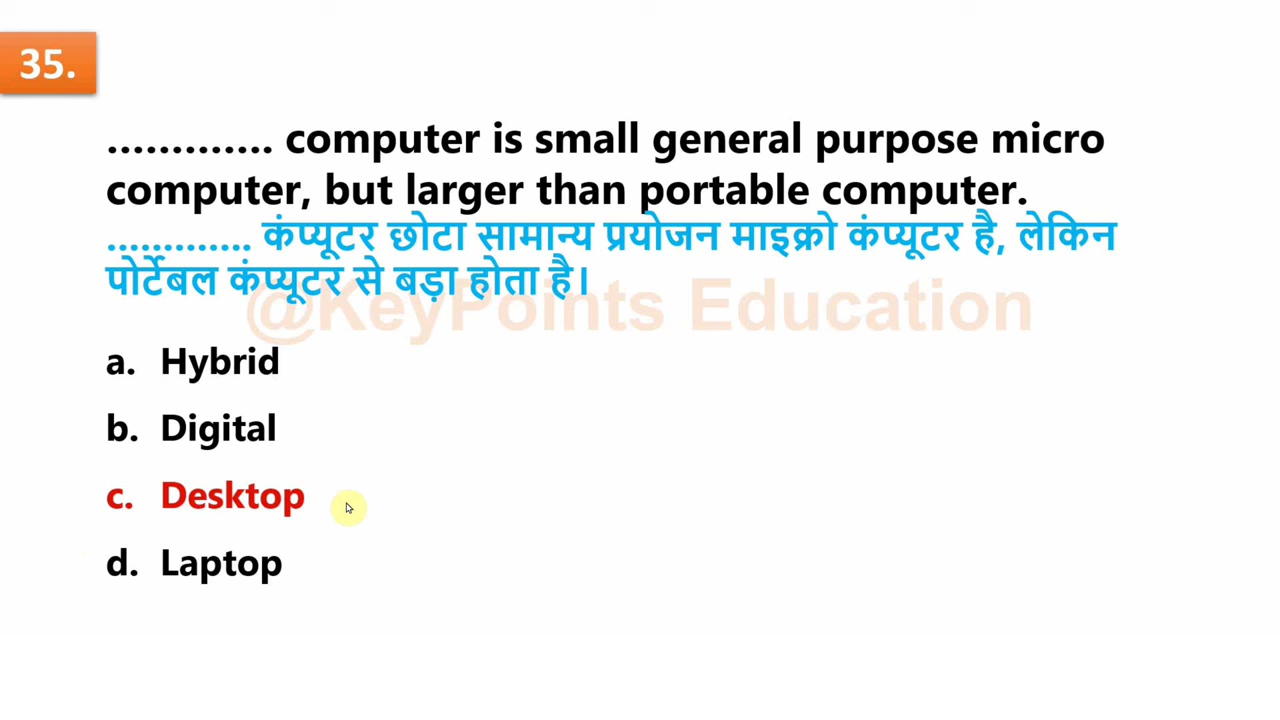 35.
............. computer is small general purpose micro
computer, but larger than portable computer.
............. कंप्यूटर छोटा सामान्य प्रयोजन माइक्रो कंप्यूटर है, लेकिन
पोर्टेबल कंप्यूटर से बड़ा होता है।
@KeyPoints Education
a. Hybrid
b. Digital
c. Desktop
d. Laptop